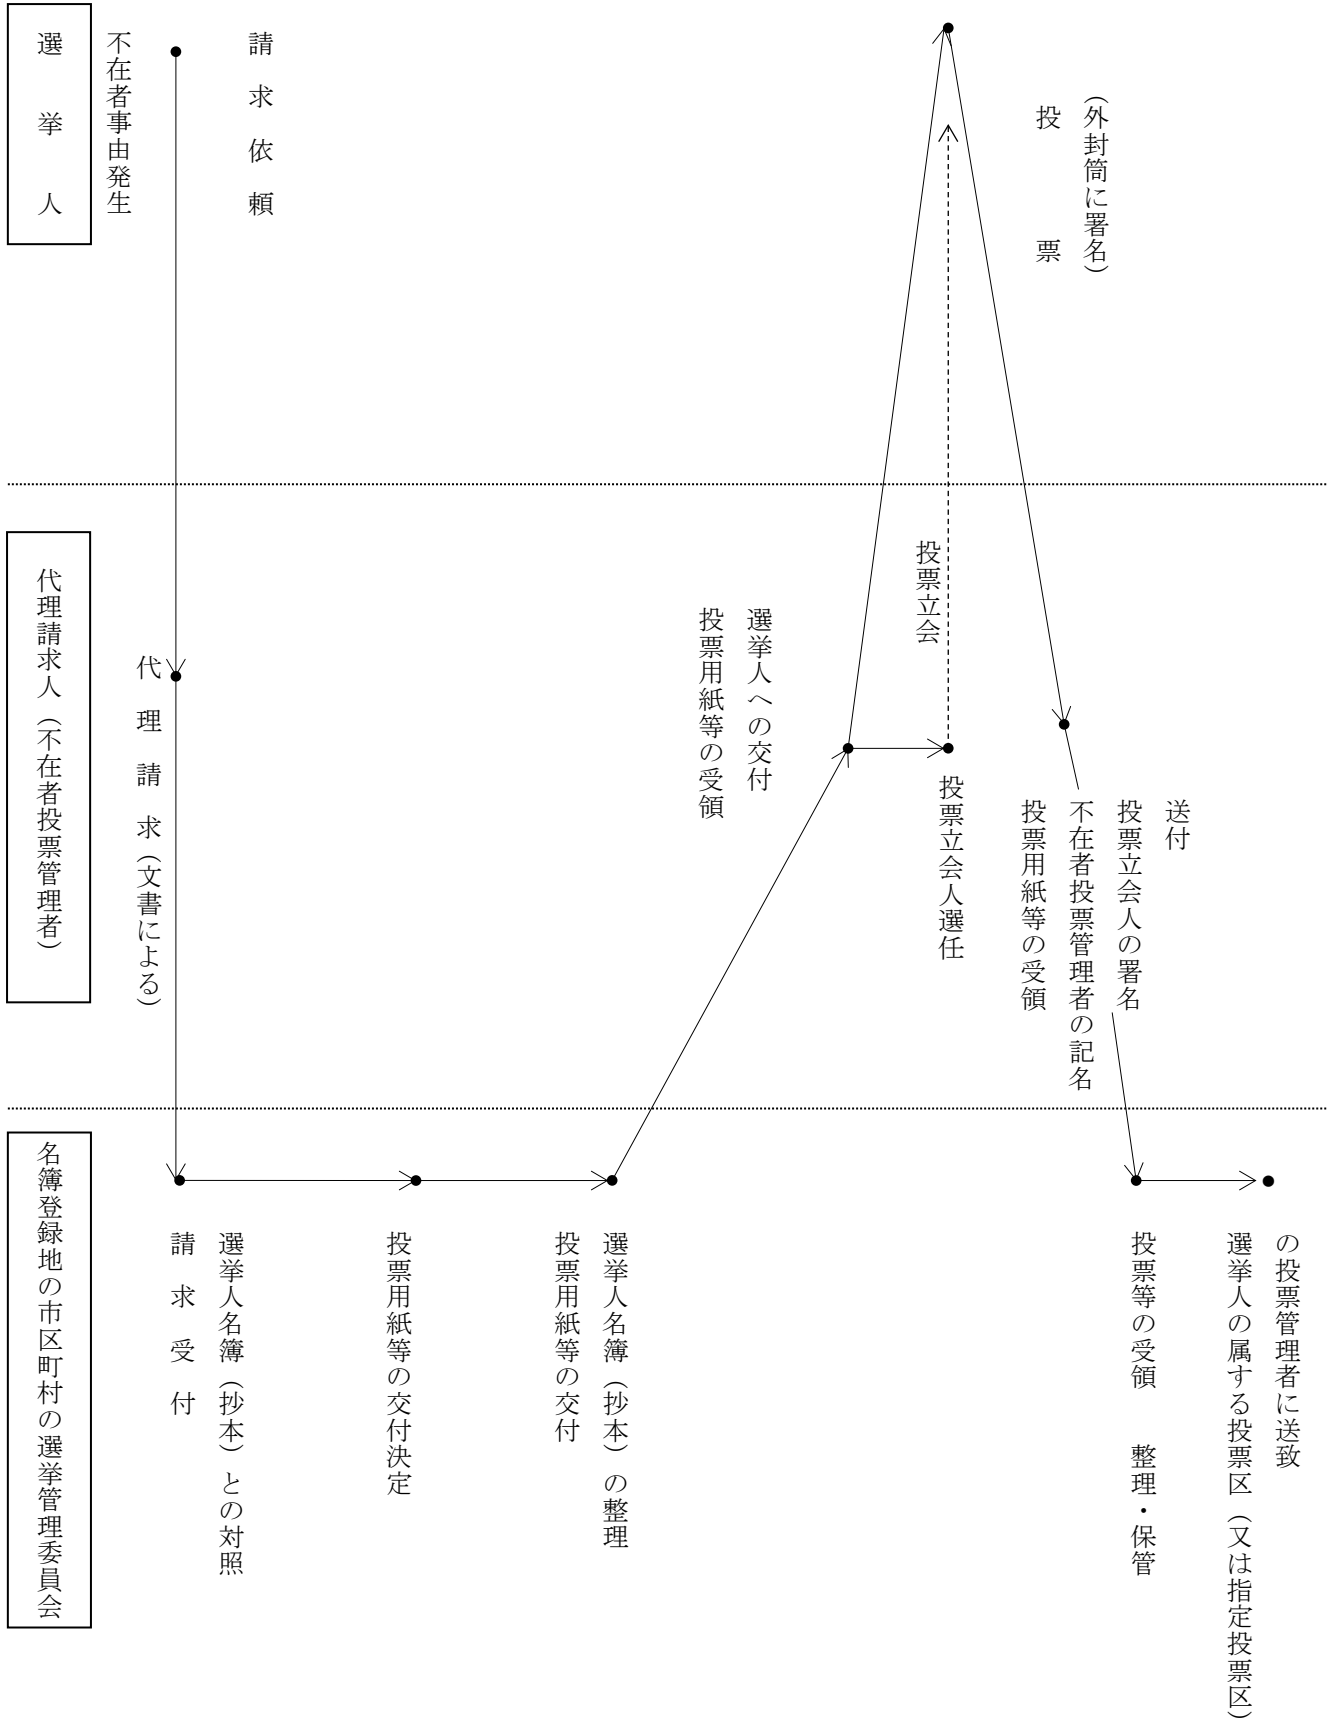 選挙人
不在者事由発生
請求依頼
投票
（外封筒に署名）
代理請求人（不在者投票管理者）
代理請求（文書による）
投票用紙等の受領
選挙人への交付
投票立会
投票立会人選任
投票用紙等の受領
不在者投票管理者の記名
投票立会人の署名
送付
名簿登録地の市区町村の選挙管理委員会
請求受付
選挙人名簿（抄本）との対照
投票用紙等の交付決定
投票用紙等の交付
選挙人名簿（抄本）の整理
投票等の受領　整理・保管
選挙人の属する投票区（又は指定投票区）
の投票管理者に送致